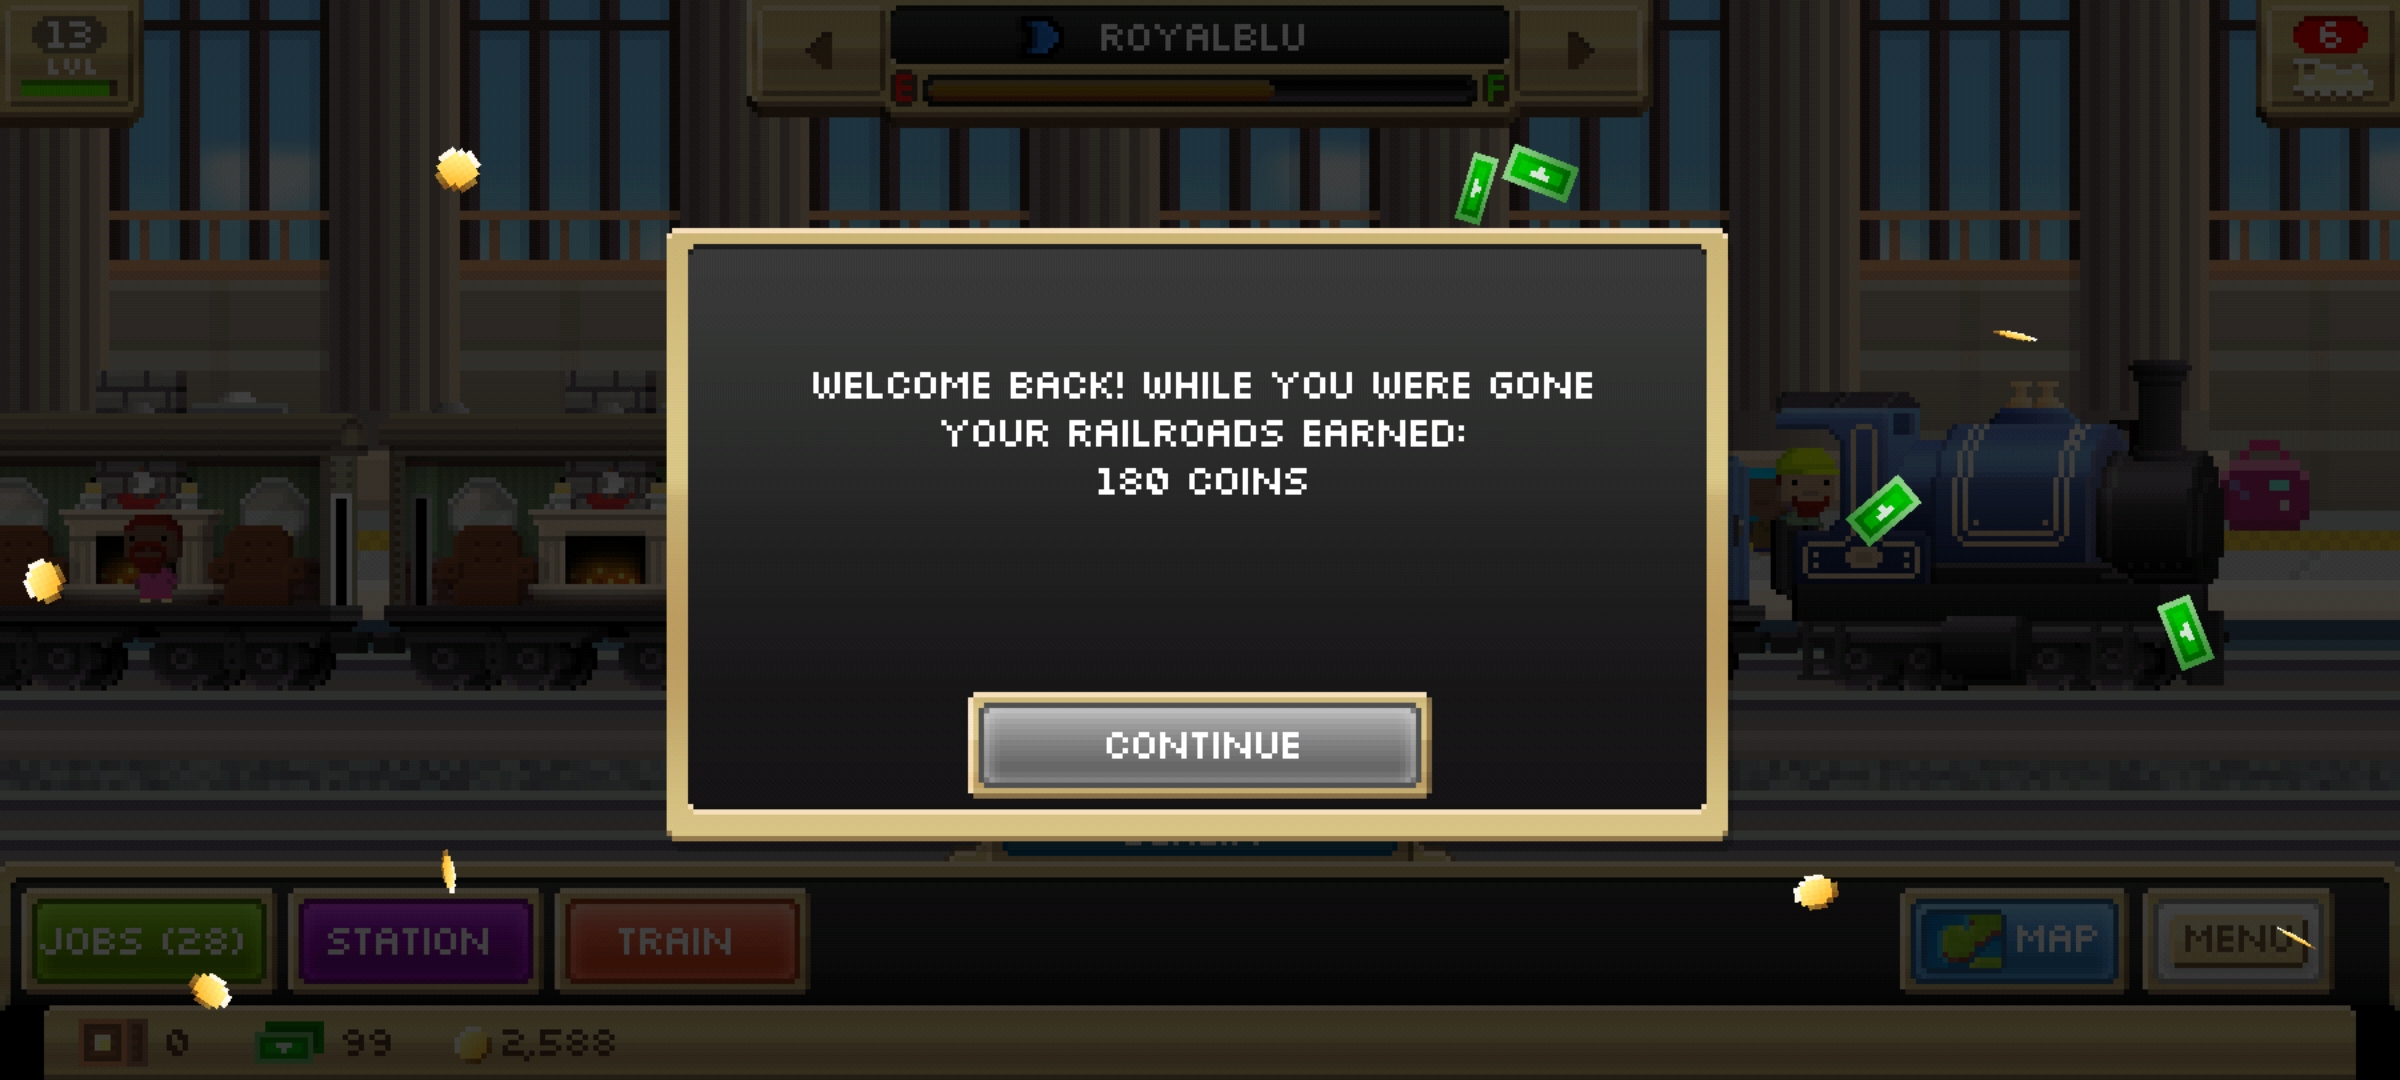 13
LVL
ROYALBLU
E
F
6
WELCOME BACK! WHILE YOU WERE GONE
YOUR RAILROADS EARNED:
180 COINS
CONTINUE
JOBS (28)
STATION
TRAIN
MAP
MENU
0
99
2,588